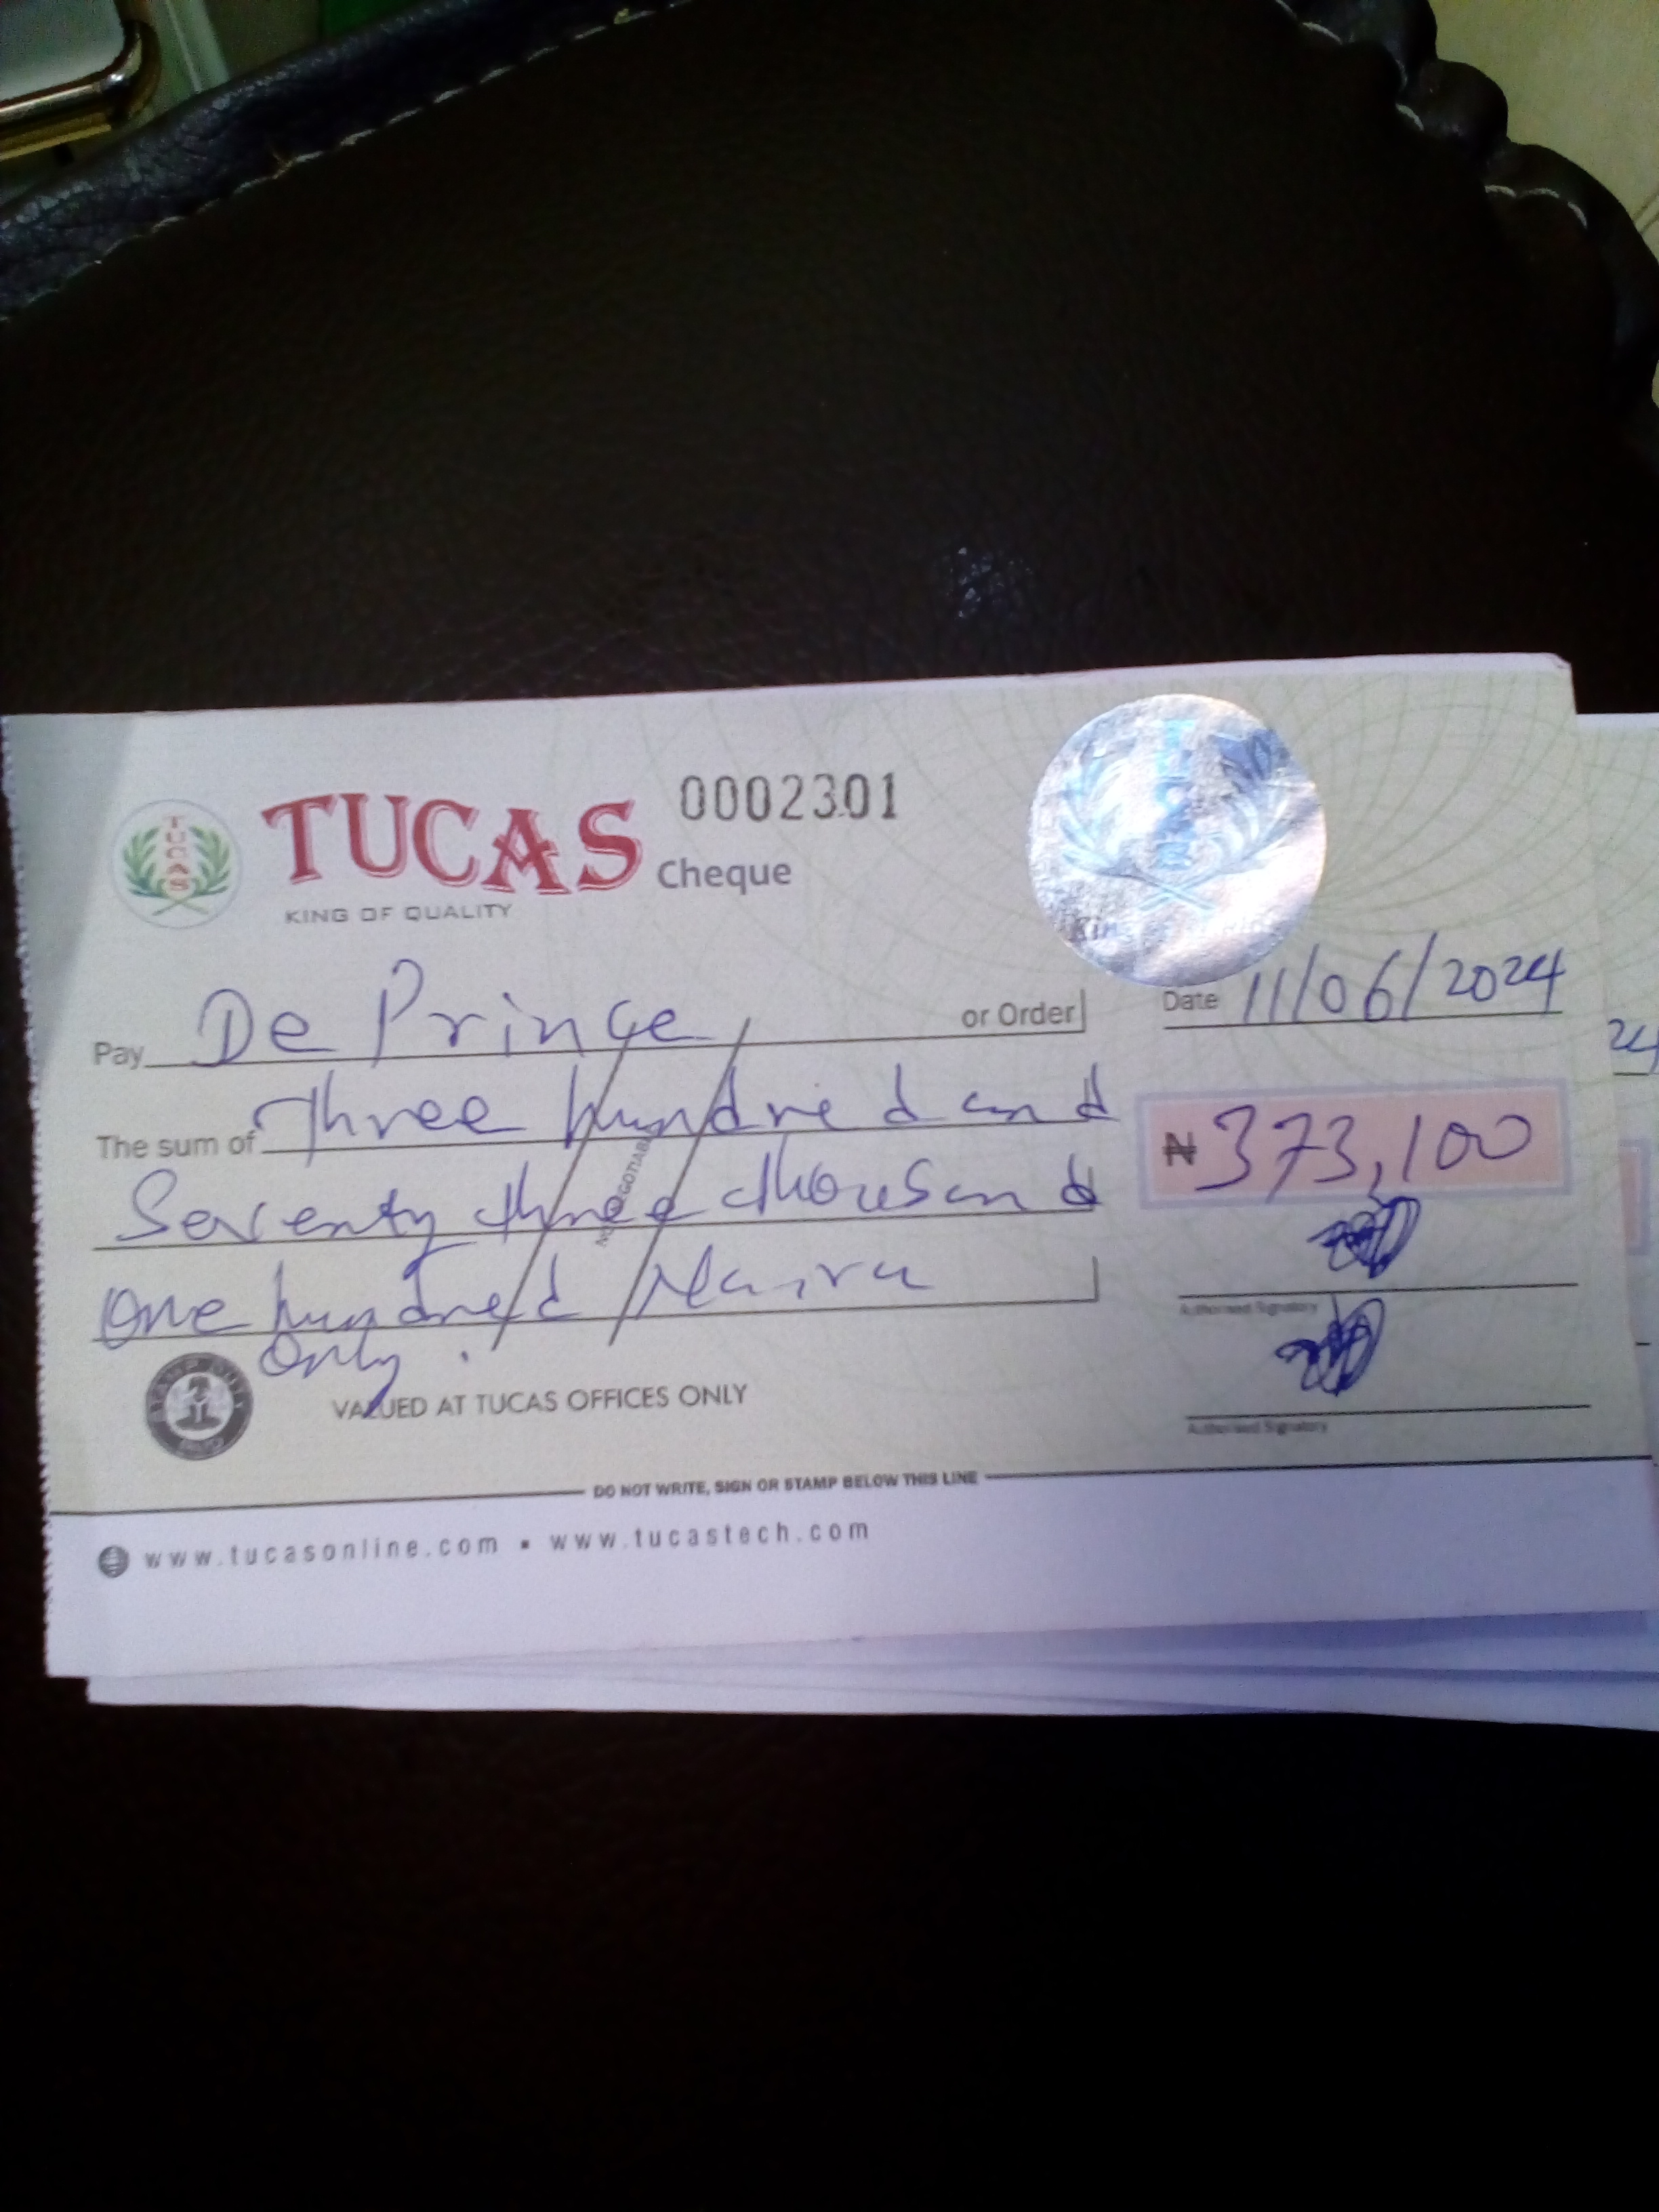 0002301
TUCAS Cheque
KING OF QUALITY
TUCAS
Pay De Prince or Order
Date 11/06/2024
The sum of Three hundred and
Seventy three thousand
One hundred Naira
Only.
₦ 373,100
Authorised Signatory
Authorised Signatory
VALUED AT TUCAS OFFICES ONLY
DO NOT WRITE, SIGN OR STAMP BELOW THIS LINE
www.tucasonline.com ▪ www.tucastech.com
24